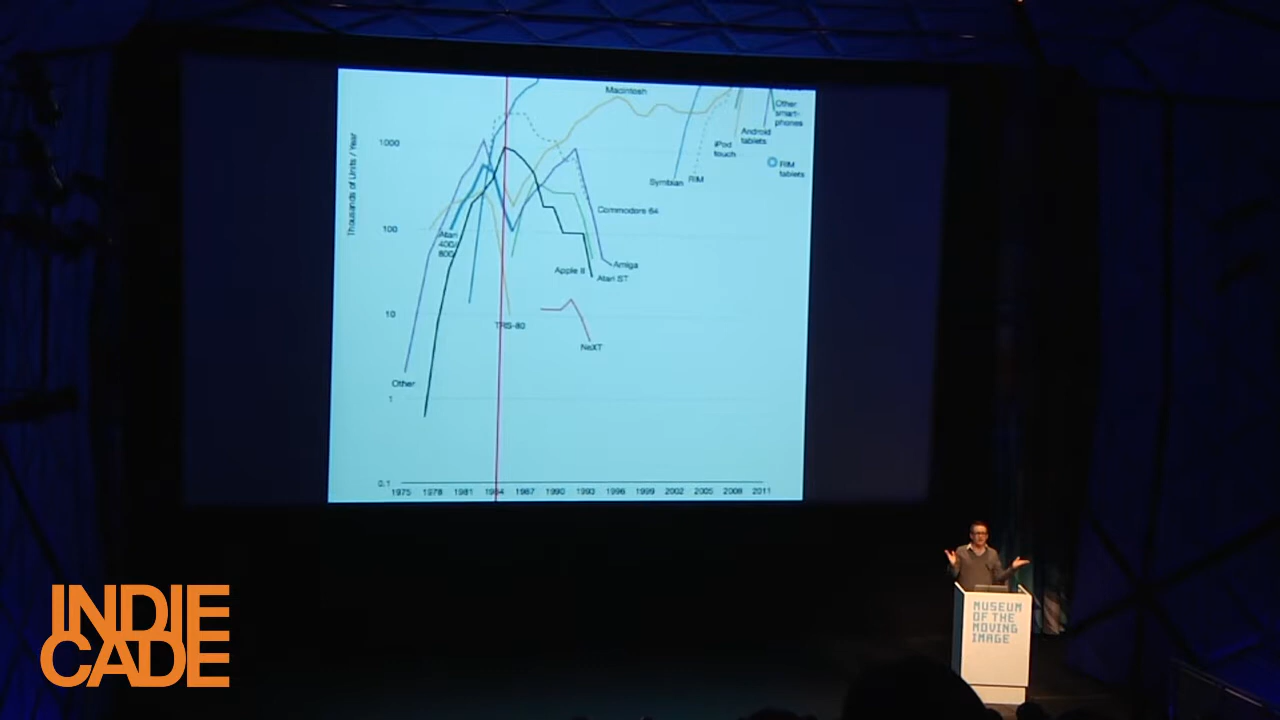 Macintosh
Other
smart-
phones
Android
tablets
iPod
touch
RIM
tablets
Symbian
RIM
Thousands of Units / Year
1000
100
10
1
0.1
Atari
400/
800
Commodore 64
Amiga
Apple II
Atari ST
TRS-80
NeXT
Other
1975 1978 1981 1984 1987 1990 1993 1996 1999 2002 2005 2008 2011
INDIE
CADE
MUSEUM
OF THE
MOVING
IMAGE